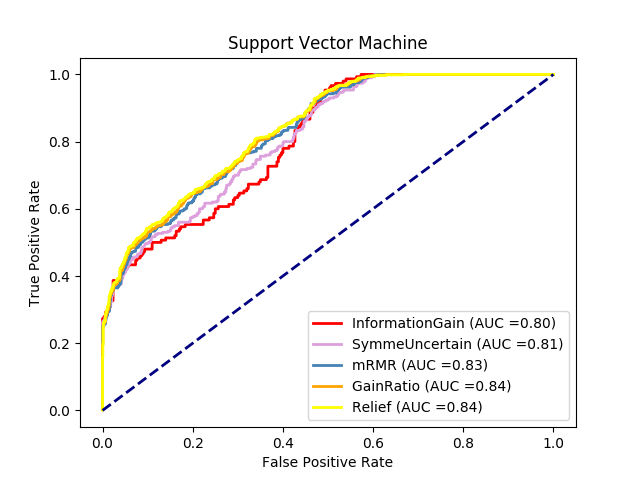 Support Vector Machine
True Positive Rate
1.0
0.8
0.6
0.4
0.2
0.0
InformationGain (AUC =0.80)
SymmeUncertain (AUC =0.81)
mRMR (AUC =0.83)
GainRatio (AUC =0.84)
Relief (AUC =0.84)
0.0 0.2 0.4 0.6 0.8 1.0
False Positive Rate